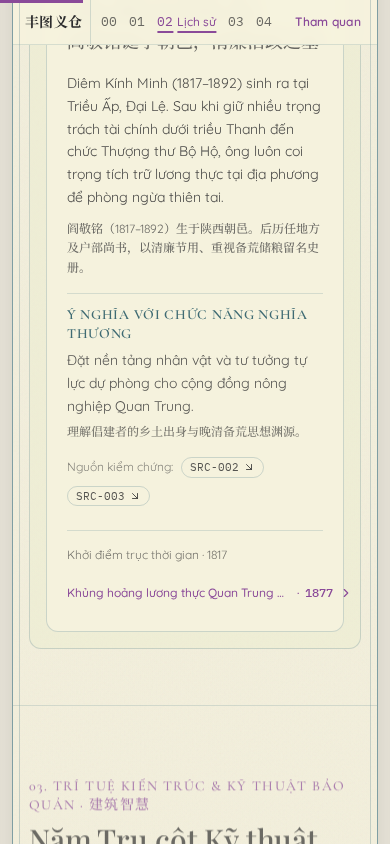 丰图义仓 00 01 02 Lịch sử 03 04 Tham quan
Diêm Kính Minh (1817–1892) sinh ra tại
Triều Ấp, Đại Lệ. Sau khi giữ nhiều trọng
trách tài chính dưới triều Thanh đến
chức Thượng thư Bộ Hộ, ông luôn coi
trọng tích trữ lương thực tại địa phương
để phòng ngừa thiên tai.
阎敬铭（1817–1892）生于陕西朝邑。后历任地方
及户部尚书，以清廉节用、重视备荒储粮留名史
册。
Ý NGHĨA VỚI CHỨC NĂNG NGHĨA
THƯƠNG
Đặt nền tảng nhân vật và tư tưởng tự
lực dự phòng cho cộng đồng nông
nghiệp Quan Trung.
理解倡建者的乡土出身与晚清备荒思想渊源。
Nguồn kiểm chứng: SRC-002 ↘
SRC-003 ↘
Khởi điểm trục thời gian · 1817
Khủng hoảng lương thực Quan Trung ... · 1877 >
03. TRÍ TUỆ KIẾN TRÚC & KỸ THUẬT BẢO
QUẢN · 建筑智慧
Năm Trụ cột Kỹ thuật